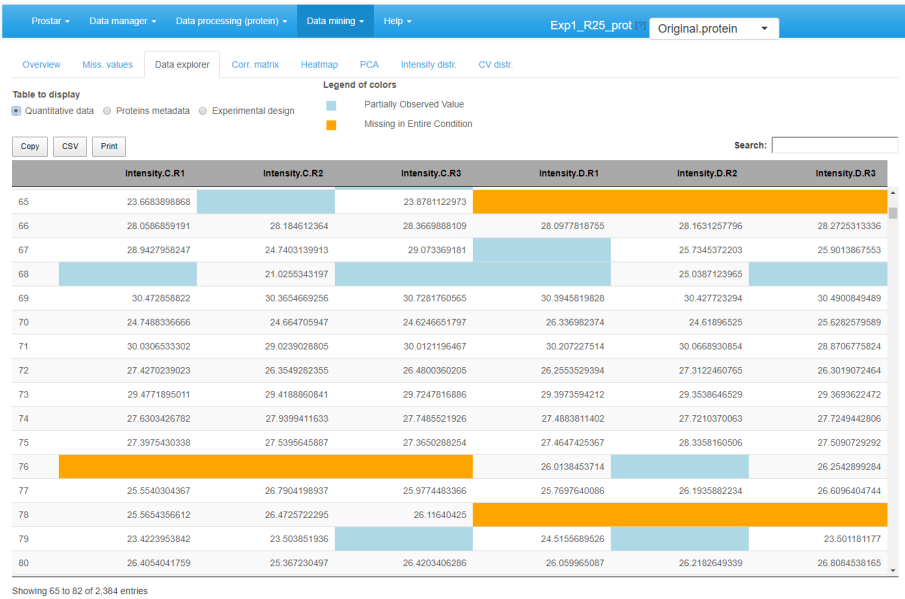 Prostar Data manager Data processing (protein) Data mining Help Exp1_R25_prot [?] Original.protein
Overview Miss. values Data explorer Corr. matrix Heatmap PCA Intensity distr. CV distr.
Table to display Legend of colors
Quantitative data Proteins metadata Experimental design Partially Observed Value
Missing in Entire Condition
Copy CSV Print Search:
Intensity.C.R1 Intensity.C.R2 Intensity.C.R3 Intensity.D.R1 Intensity.D.R2 Intensity.D.R3
65 23.6683898868 23.8781122973
66 28.0586859191 28.184612364 28.3669888109 28.0977818755 28.1631257796 28.2725313336
67 28.9427958247 24.7403139913 29.073369181 25.7345372203 25.9013867553
68 21.0255343197 25.0387123965
69 30.472858822 30.3654669256 30.7281760565 30.3945819828 30.427723294 30.4900849489
70 24.7488336666 24.664705947 24.6246651797 26.336982374 24.61896525 25.6282579589
71 30.0306533302 29.0239028805 30.0121196467 30.207227514 30.0668930854 28.8706775824
72 27.4270239023 26.3549282355 26.4800360205 26.2553529394 27.3122460765 26.3019072464
73 29.4771895011 29.4188860841 29.7247816886 29.3973594212 29.3538646529 29.3693622472
74 27.6303426782 27.9399411633 27.7485521926 27.4883811402 27.7210370063 27.7249442806
75 27.3975430338 27.5395645887 27.3650288254 27.4647425367 28.3358160506 27.5090729292
76 26.0138453714 26.2542899284
77 25.5540304367 26.7904198937 25.9774483366 25.7697640086 26.1935882234 26.6096404744
78 25.5654356612 26.4725722295 26.11640425
79 23.4223953842 23.503851936 24.5155689526 23.501181177
80 26.4054041759 25.367230497 26.4203406286 26.059965087 26.2182649339 26.8084538165
Showing 65 to 82 of 2,384 entries